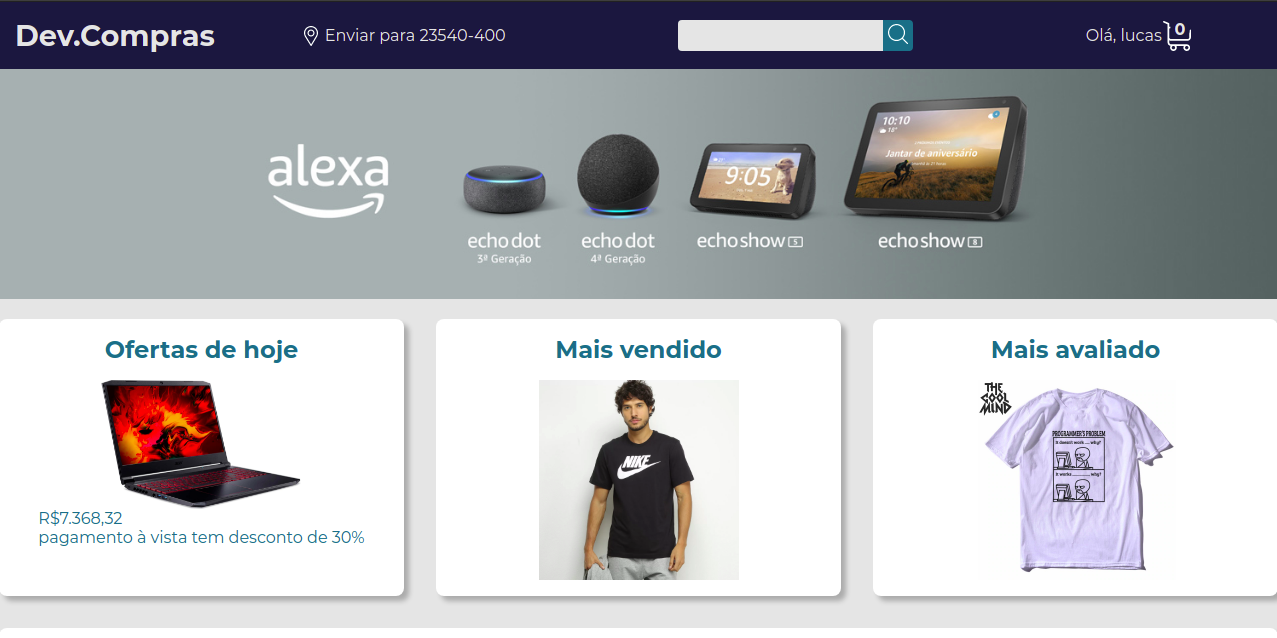 Dev.Compras
Enviar para 23540-400
Olá, lucas
0
alexa
10:10
18°
Jantar de aniversário
9:05
echo dot
3ª Geração
echo dot
4ª Geração
echo show 5
echo show 8
Ofertas de hoje
R$7.368,32
pagamento à vista tem desconto de 30%
Mais vendido
NIKE
Mais avaliado
THE
COOL
MIND
PROGRAMMER'S PROBLEM
It doesn't work ..... why?
It works ............... why?